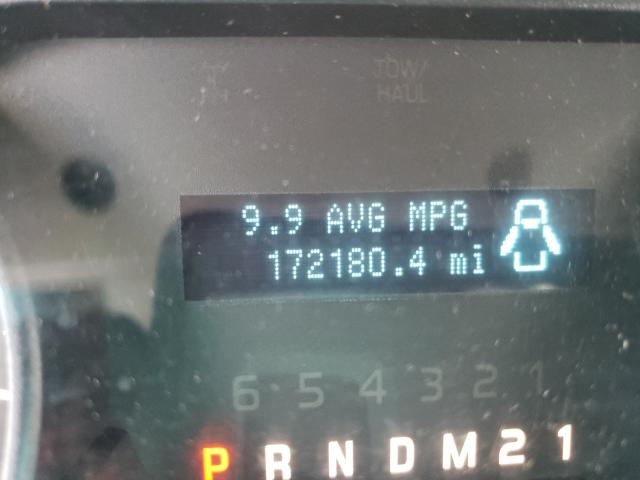 TOW/
HAUL
9.9 AVG MPG
172180.4 mi
6 5 4 3 2 1
P R N D M 2 1